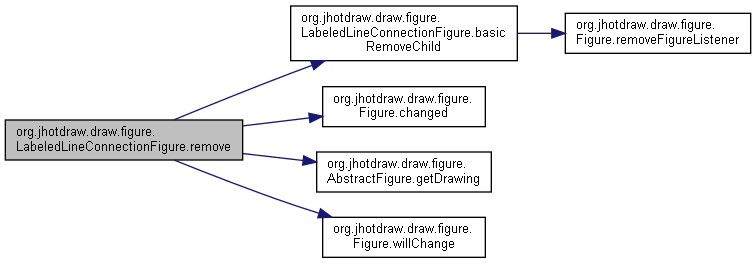 org.jhotdraw.draw.figure.
LabeledLineConnectionFigure.remove
org.jhotdraw.draw.figure.
LabeledLineConnectionFigure.basic
RemoveChild
org.jhotdraw.draw.figure.
Figure.removeFigureListener
org.jhotdraw.draw.figure.
Figure.changed
org.jhotdraw.draw.figure.
AbstractFigure.getDrawing
org.jhotdraw.draw.figure.
Figure.willChange